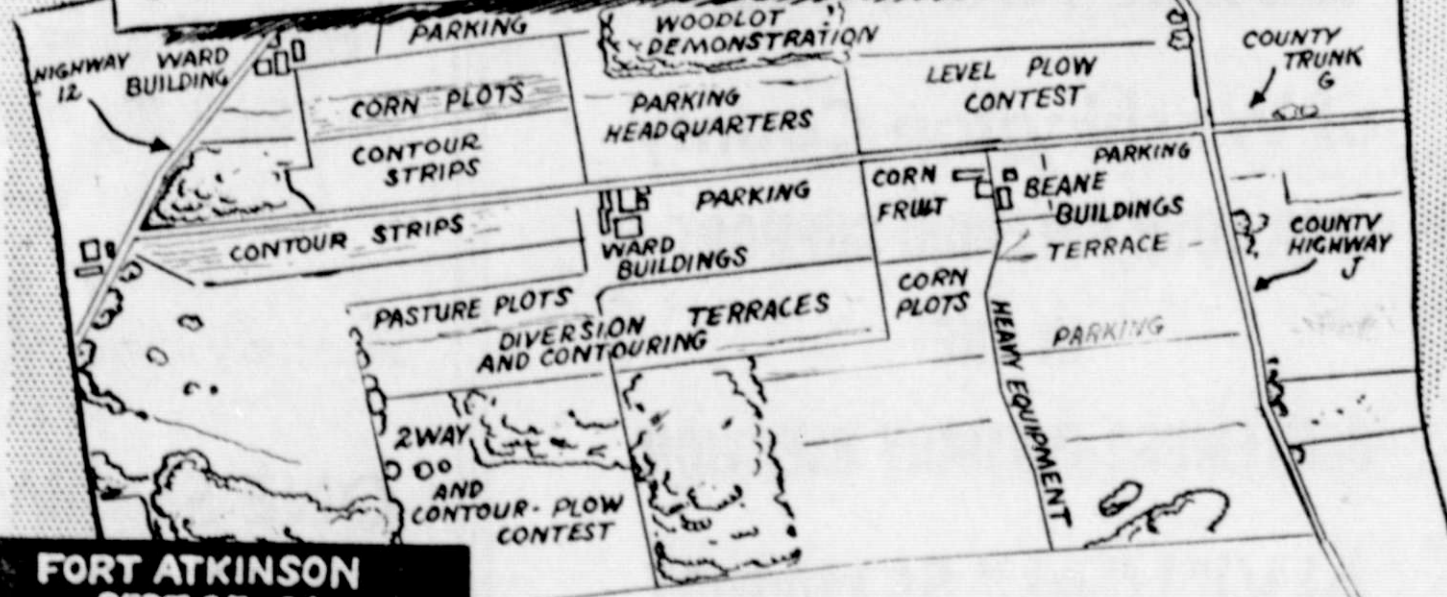 PARKING
WOODLOT
DEMONSTRATION
HIGHWAY
12
WARD
BUILDING
COUNTY
TRUNK
G
CORN PLOTS
PARKING
HEADQUARTERS
LEVEL PLOW
CONTEST
CONTOUR
STRIPS
PARKING
CORN
FRUIT
BEANE
BUILDINGS
PARKING
CONTOUR STRIPS
WARD
BUILDINGS
TERRACE
COUNTY
HIGHWAY
J
PASTURE PLOTS
DIVERSION
AND CONTOURING
TERRACES
CORN
PLOTS
PARKING
HEAVY EQUIPMENT
2 WAY
AND
CONTOUR - PLOW
CONTEST
FORT ATKINSON